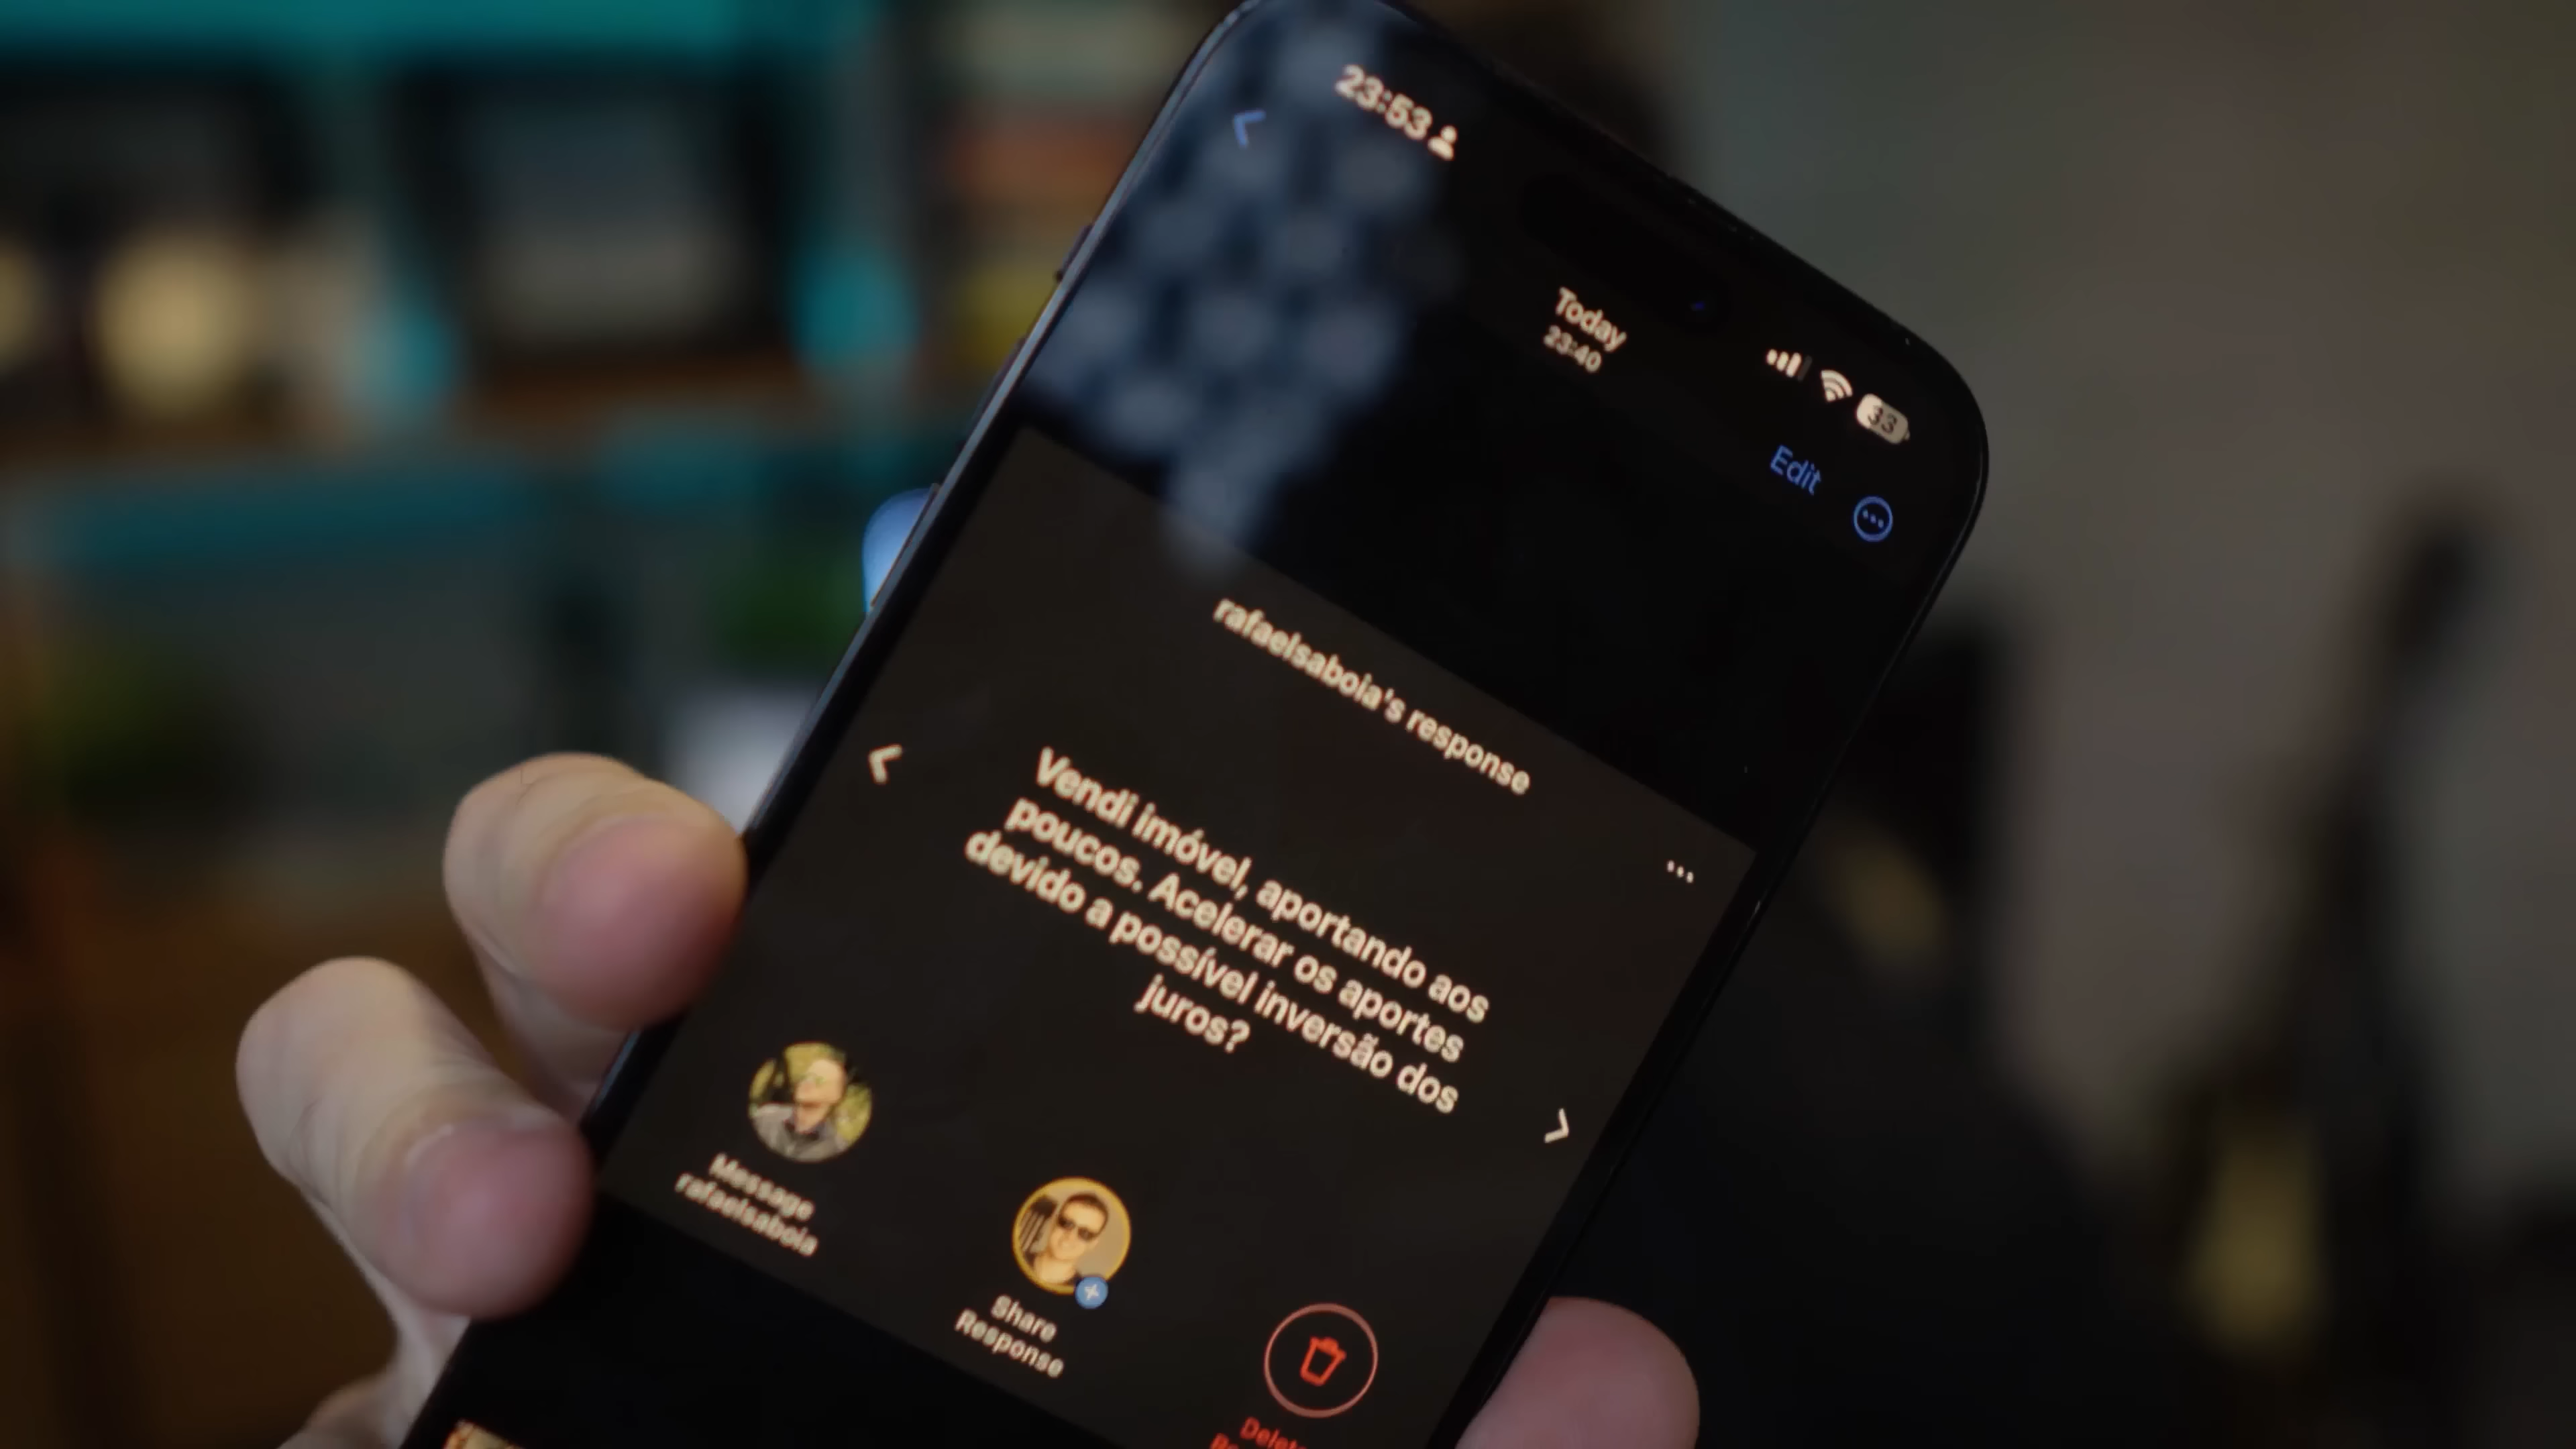 23:53
Today
23:40
33
Edit
rafaelsaboia's response
Vendi imóvel, aportando aos
poucos. Acelerar os aportes
devido a possível inversão dos
juros?
Message
rafaelsaboia
Share
Response